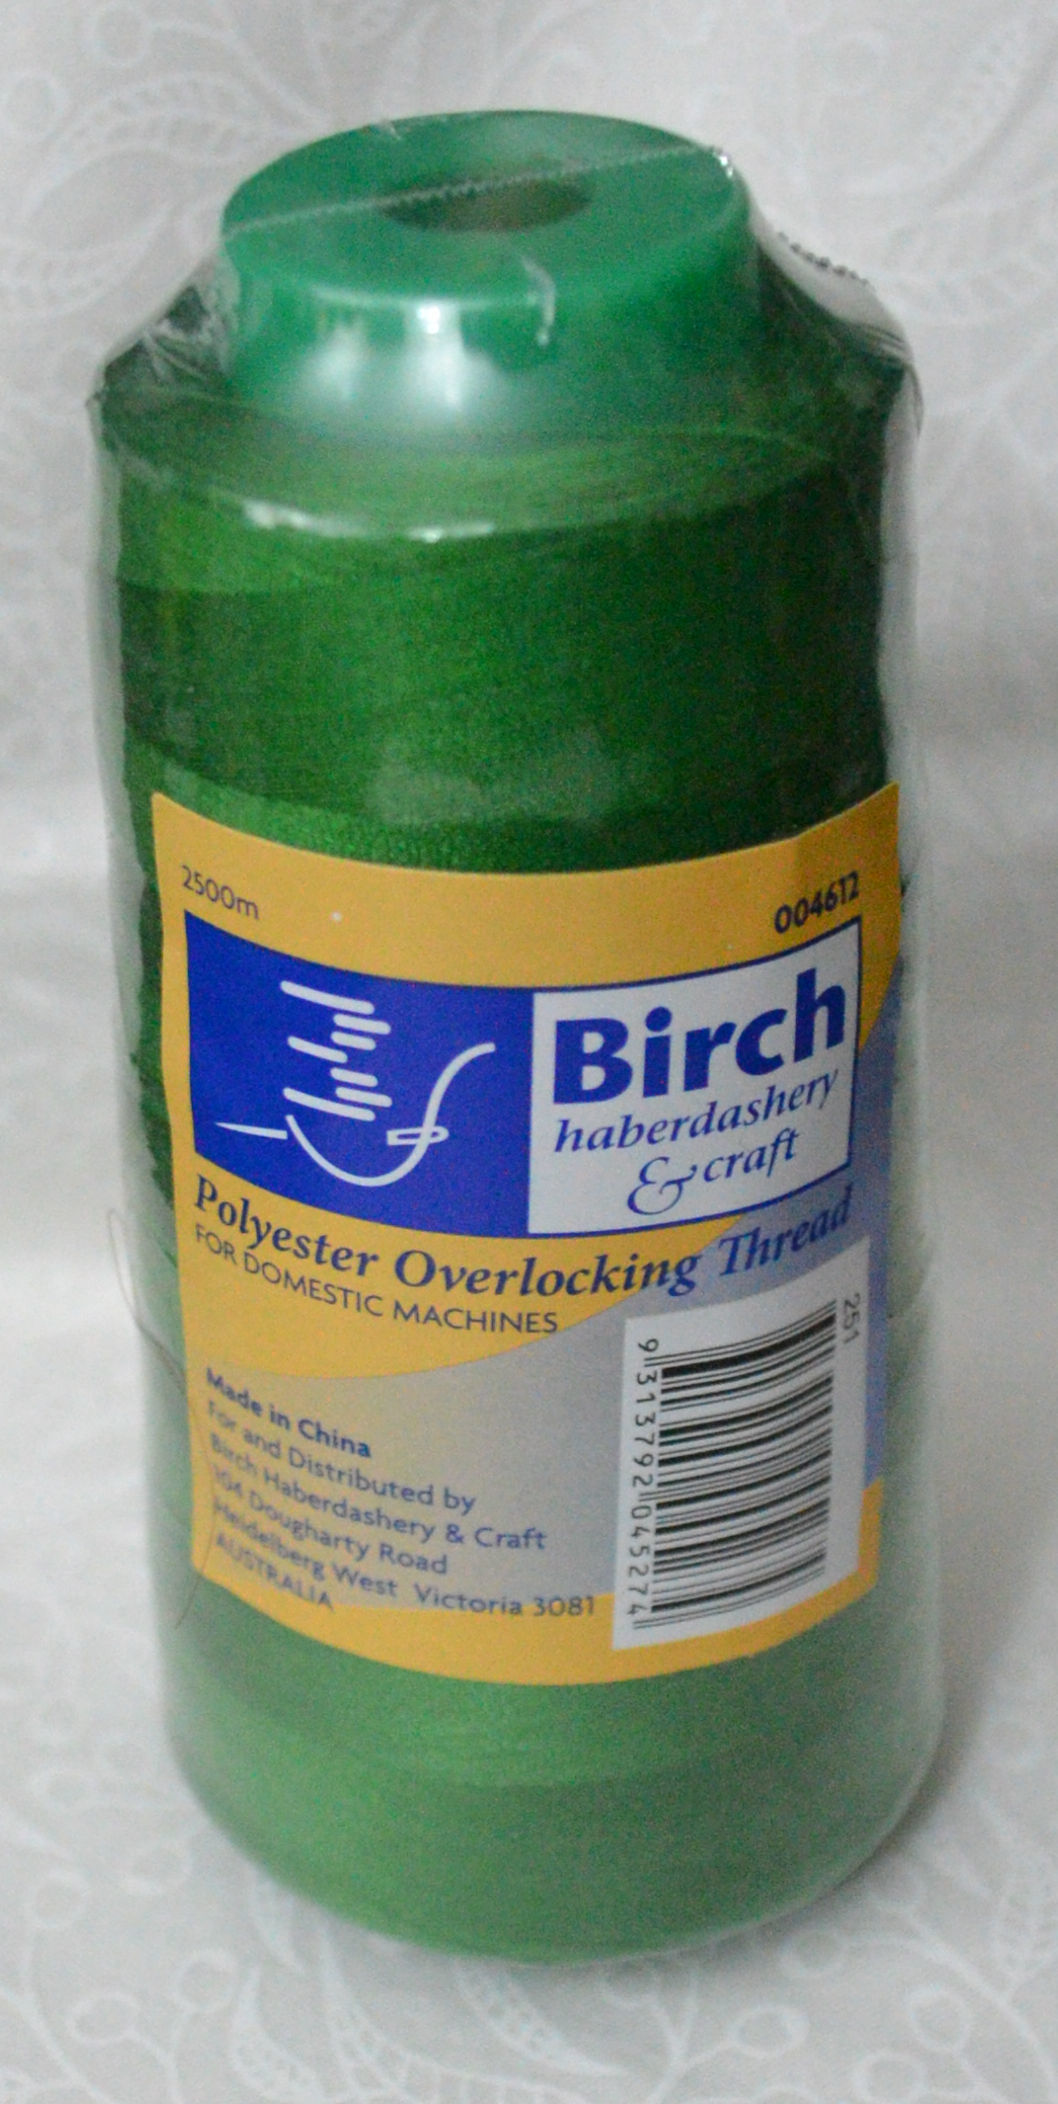 2500m
004612
Birch
haberdashery
& craft
Polyester Overlocking Thread
FOR DOMESTIC MACHINES
251
9 313792 045274
Made in China
For and Distributed by
Birch Haberdashery & Craft
104 Dougharty Road
Heidelberg West Victoria 3081
AUSTRALIA